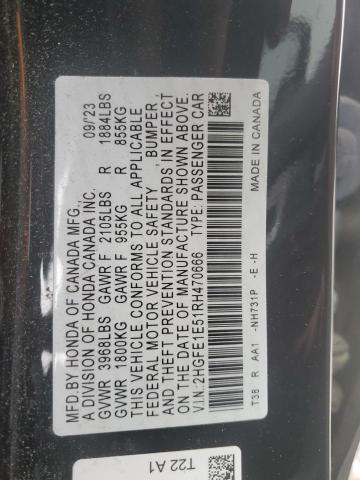 MFD.BY HONDA OF CANADA MFG., 09/'23
A DIVISION OF HONDA CANADA INC.
GVWR 3968LBS GAWR F 2109LBS R 1884LBS
GVWR 1800KG GAWR F 955KG R 855KG
THIS VEHICLE CONFORMS TO ALL APPLICABLE
FEDERAL MOTOR VEHICLE SAFETY , BUMPER ,
AND THEFT PREVENTION STANDARDS IN EFFECT
ON THE DATE OF MANUFACTURE SHOWN ABOVE.
V.I.N.:2HGFE1E51RH470666 TYPE: PASSENGER CAR
T38 R AA1 -NH731P -E -H
MADE IN CANADA
T22 A1